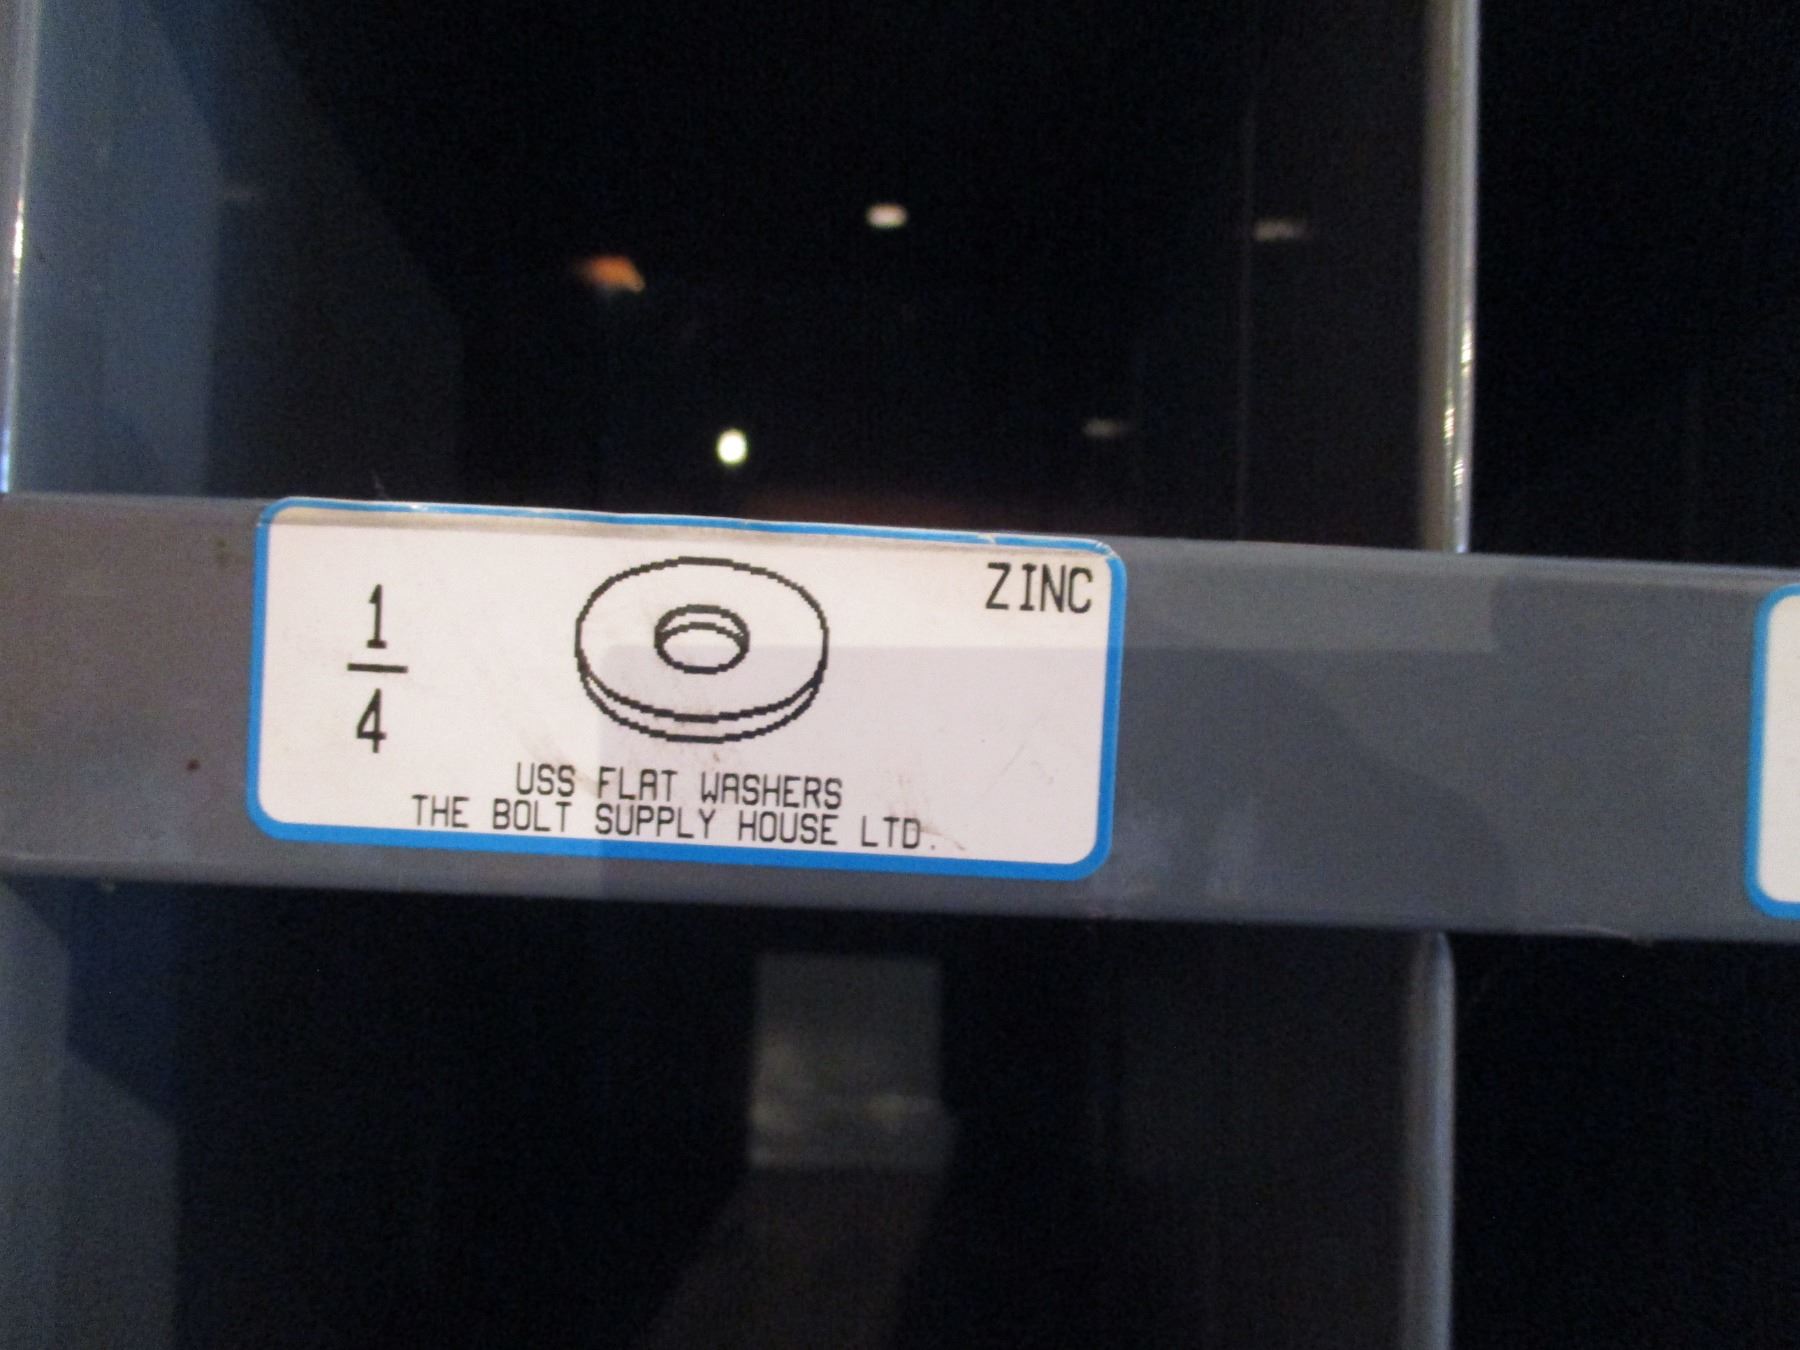 ZINC
1
4
USS FLAT WASHERS
THE BOLT SUPPLY HOUSE LTD.